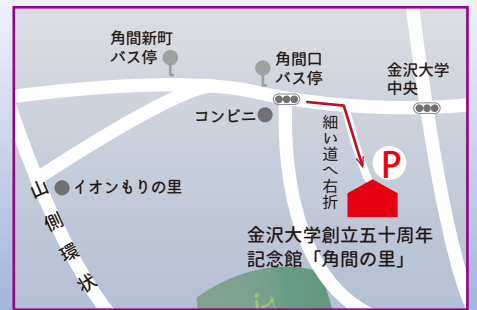 角間新町
バス停
角間口
バス停
金沢大学
中央
コンビニ
細い道へ右折
P
イオンもりの里
山側環状
金沢大学創立五十周年
記念館「角間の里」